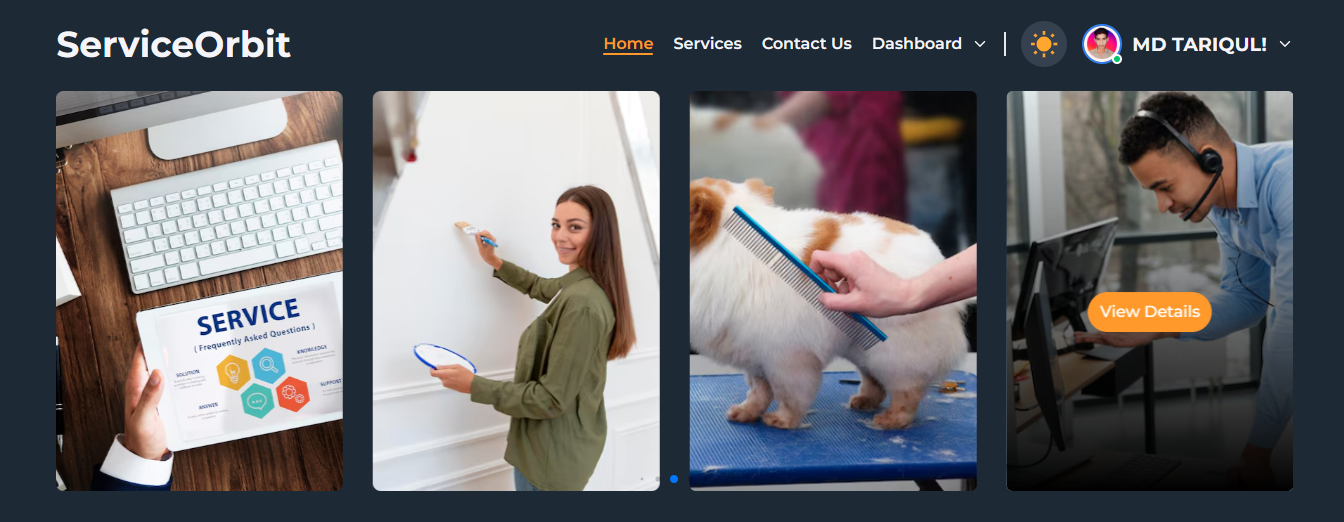 ServiceOrbit
Home Services Contact Us Dashboard MD TARIQUL!
SERVICE
( Frequently Asked Questions )
SOLUTION
KNOWLEDGE
ANSWER
SUPPORT
View Details